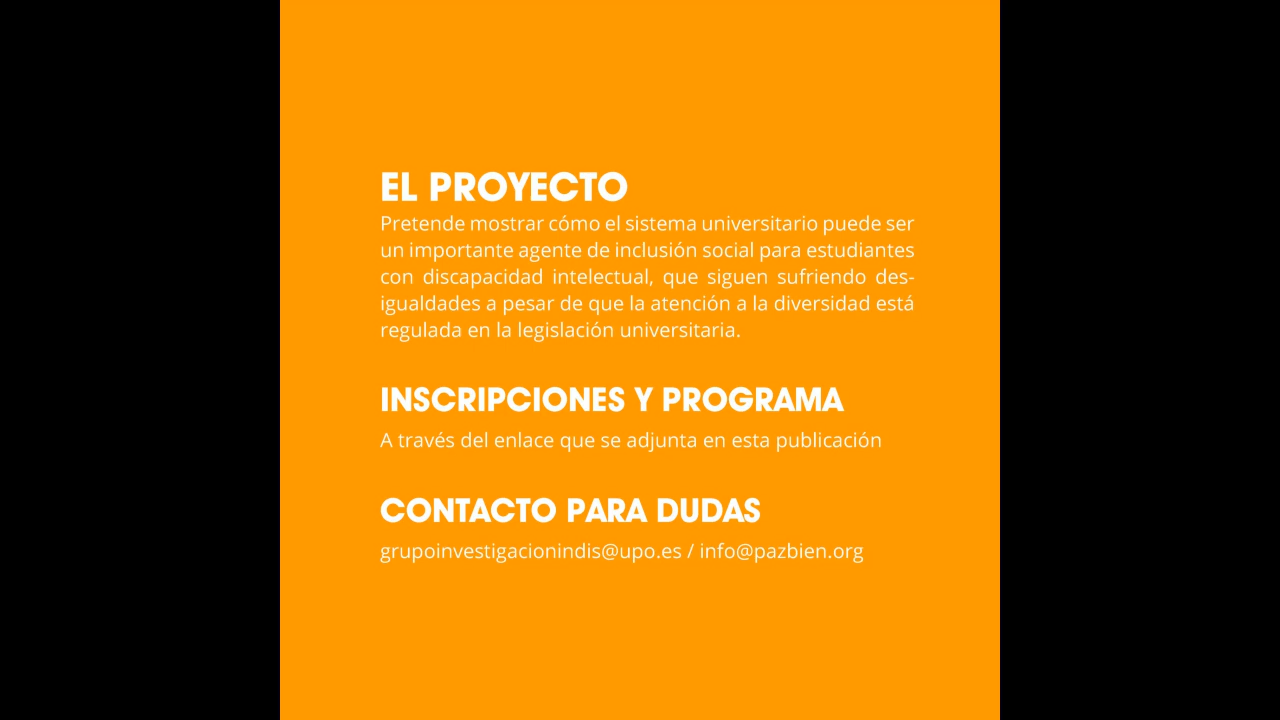 EL PROYECTO
Pretende mostrar cómo el sistema universitario puede ser
un importante agente de inclusión social para estudiantes
con discapacidad intelectual, que siguen sufriendo des-
igualdades a pesar de que la atención a la diversidad está
regulada en la legislación universitaria.
INSCRIPCIONES Y PROGRAMA
A través del enlace que se adjunta en esta publicación
CONTACTO PARA DUDAS
grupoinvestigacionindis@upo.es / info@pazbien.org